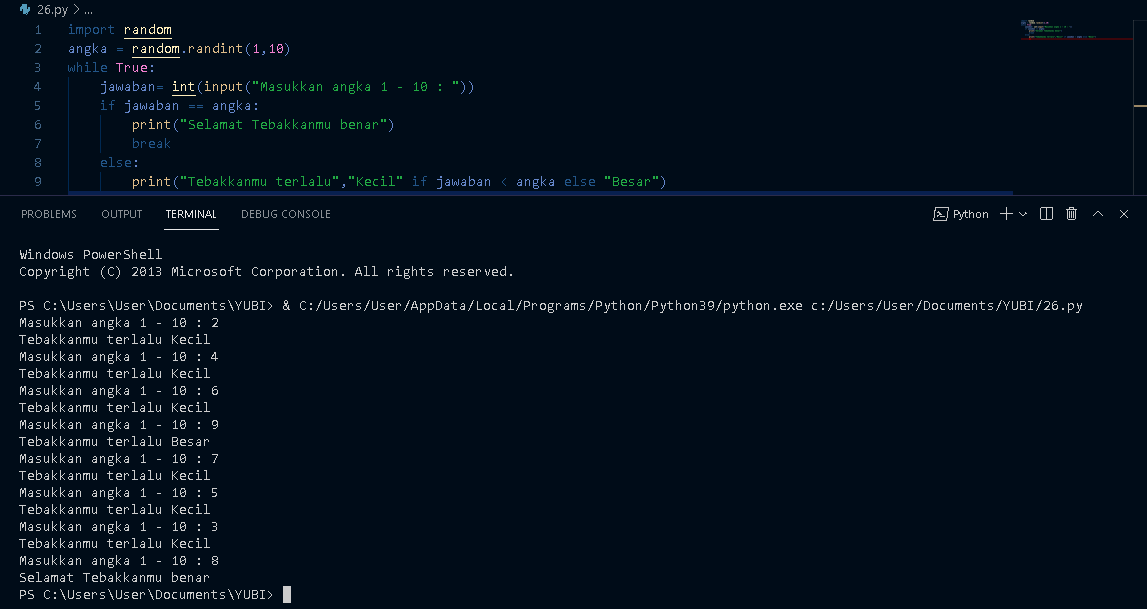 26.py > ...
1 import random
2 angka = random.randint(1,10)
3 while True:
4     jawaban= int(input("Masukkan angka 1 - 10 : "))
5     if jawaban == angka:
6         print("Selamat Tebakkanmu benar")
7         break
8     else:
9         print("Tebakkanmu terlalu","Kecil" if jawaban < angka else "Besar")
PROBLEMS OUTPUT TERMINAL DEBUG CONSOLE Python
Windows PowerShell
Copyright (C) 2013 Microsoft Corporation. All rights reserved.
PS C:\Users\User\Documents\YUBI> & C:/Users/User/AppData/Local/Programs/Python/Python39/python.exe c:/Users/User/Documents/YUBI/26.py
Masukkan angka 1 - 10 : 2
Tebakkanmu terlalu Kecil
Masukkan angka 1 - 10 : 4
Tebakkanmu terlalu Kecil
Masukkan angka 1 - 10 : 6
Tebakkanmu terlalu Kecil
Masukkan angka 1 - 10 : 9
Tebakkanmu terlalu Besar
Masukkan angka 1 - 10 : 7
Tebakkanmu terlalu Kecil
Masukkan angka 1 - 10 : 5
Tebakkanmu terlalu Kecil
Masukkan angka 1 - 10 : 3
Tebakkanmu terlalu Kecil
Masukkan angka 1 - 10 : 8
Selamat Tebakkanmu benar
PS C:\Users\User\Documents\YUBI>